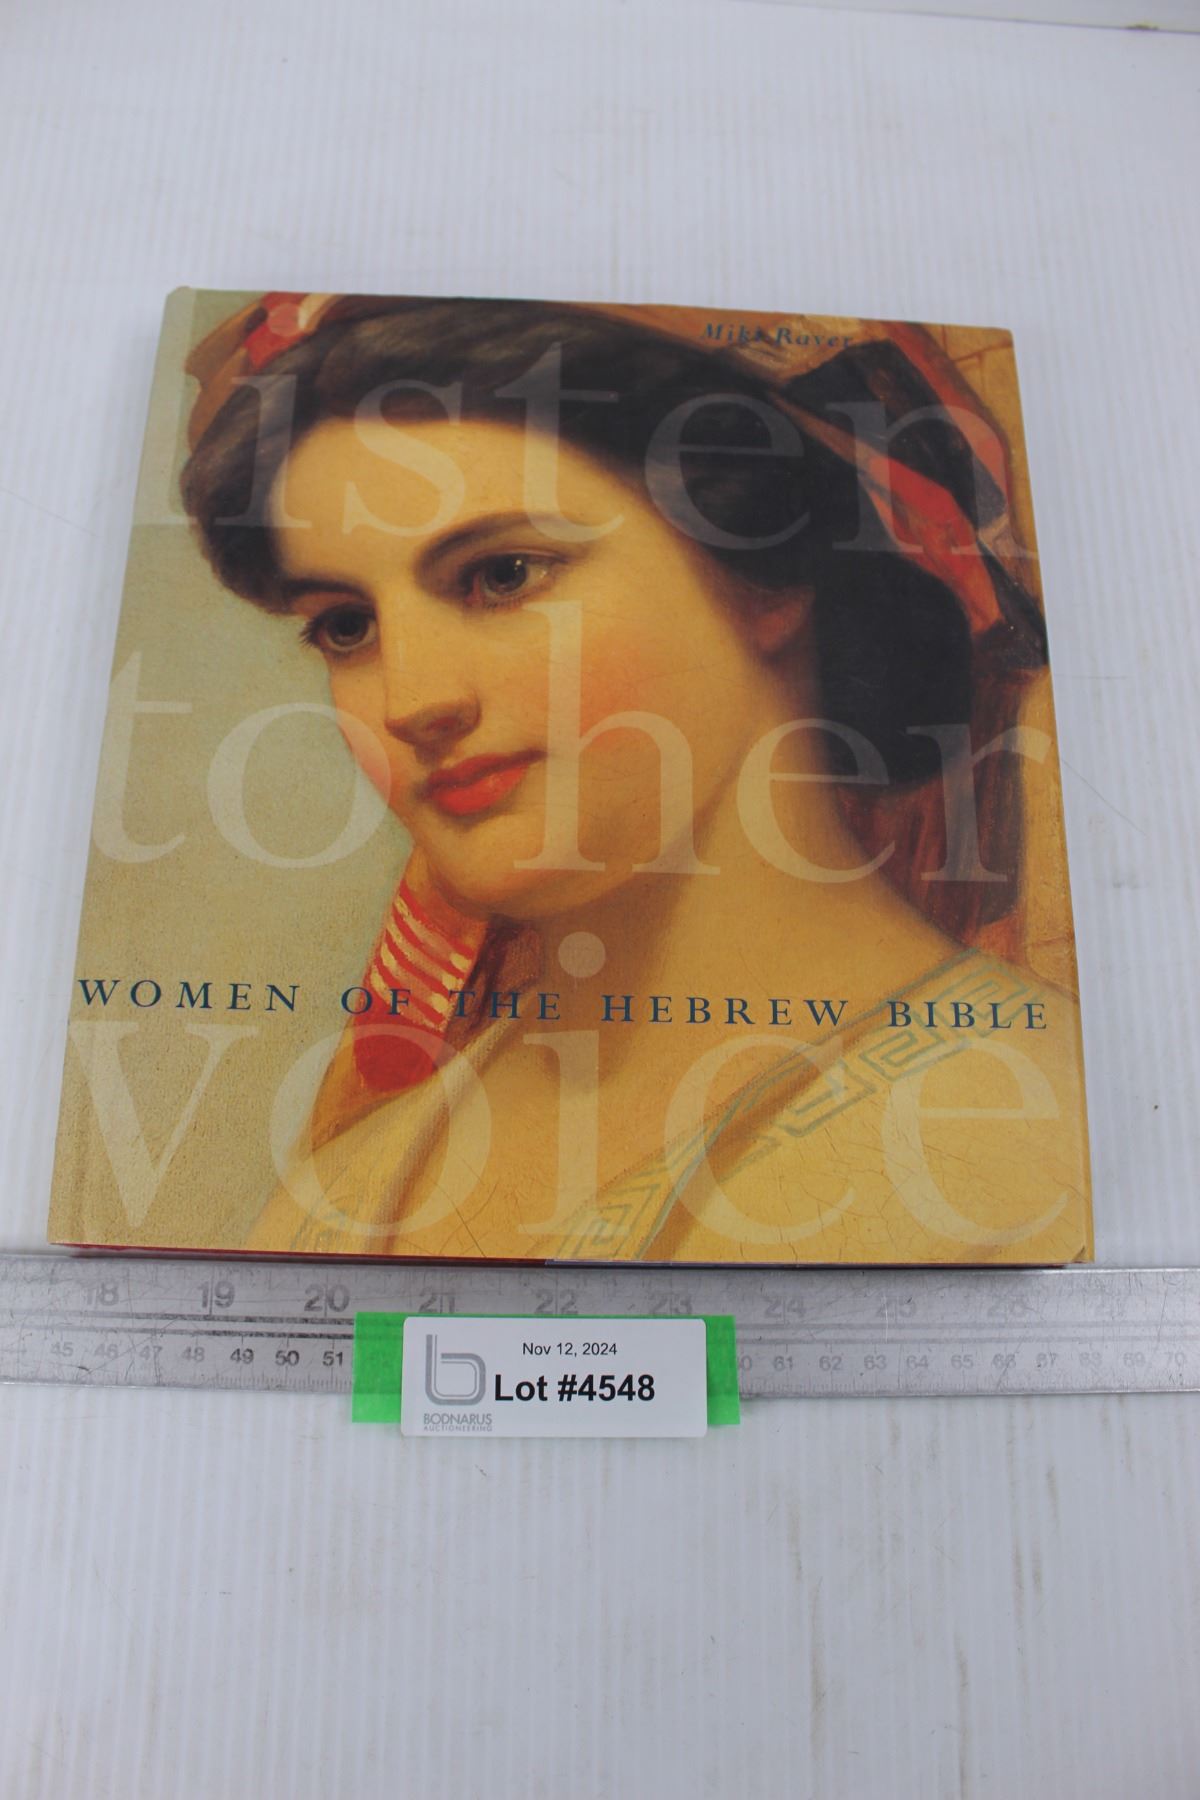 Miki Raver
listen
to her
WOMEN OF THE HEBREW BIBLE
voice
18 19 20 21 22 23 24 25 26
45 46 47 48 49 50 51 60 61 62 63 64 65 66 67 68 69 70
Nov 12, 2024
Lot #4548
BODNARUS
AUCTIONEERING